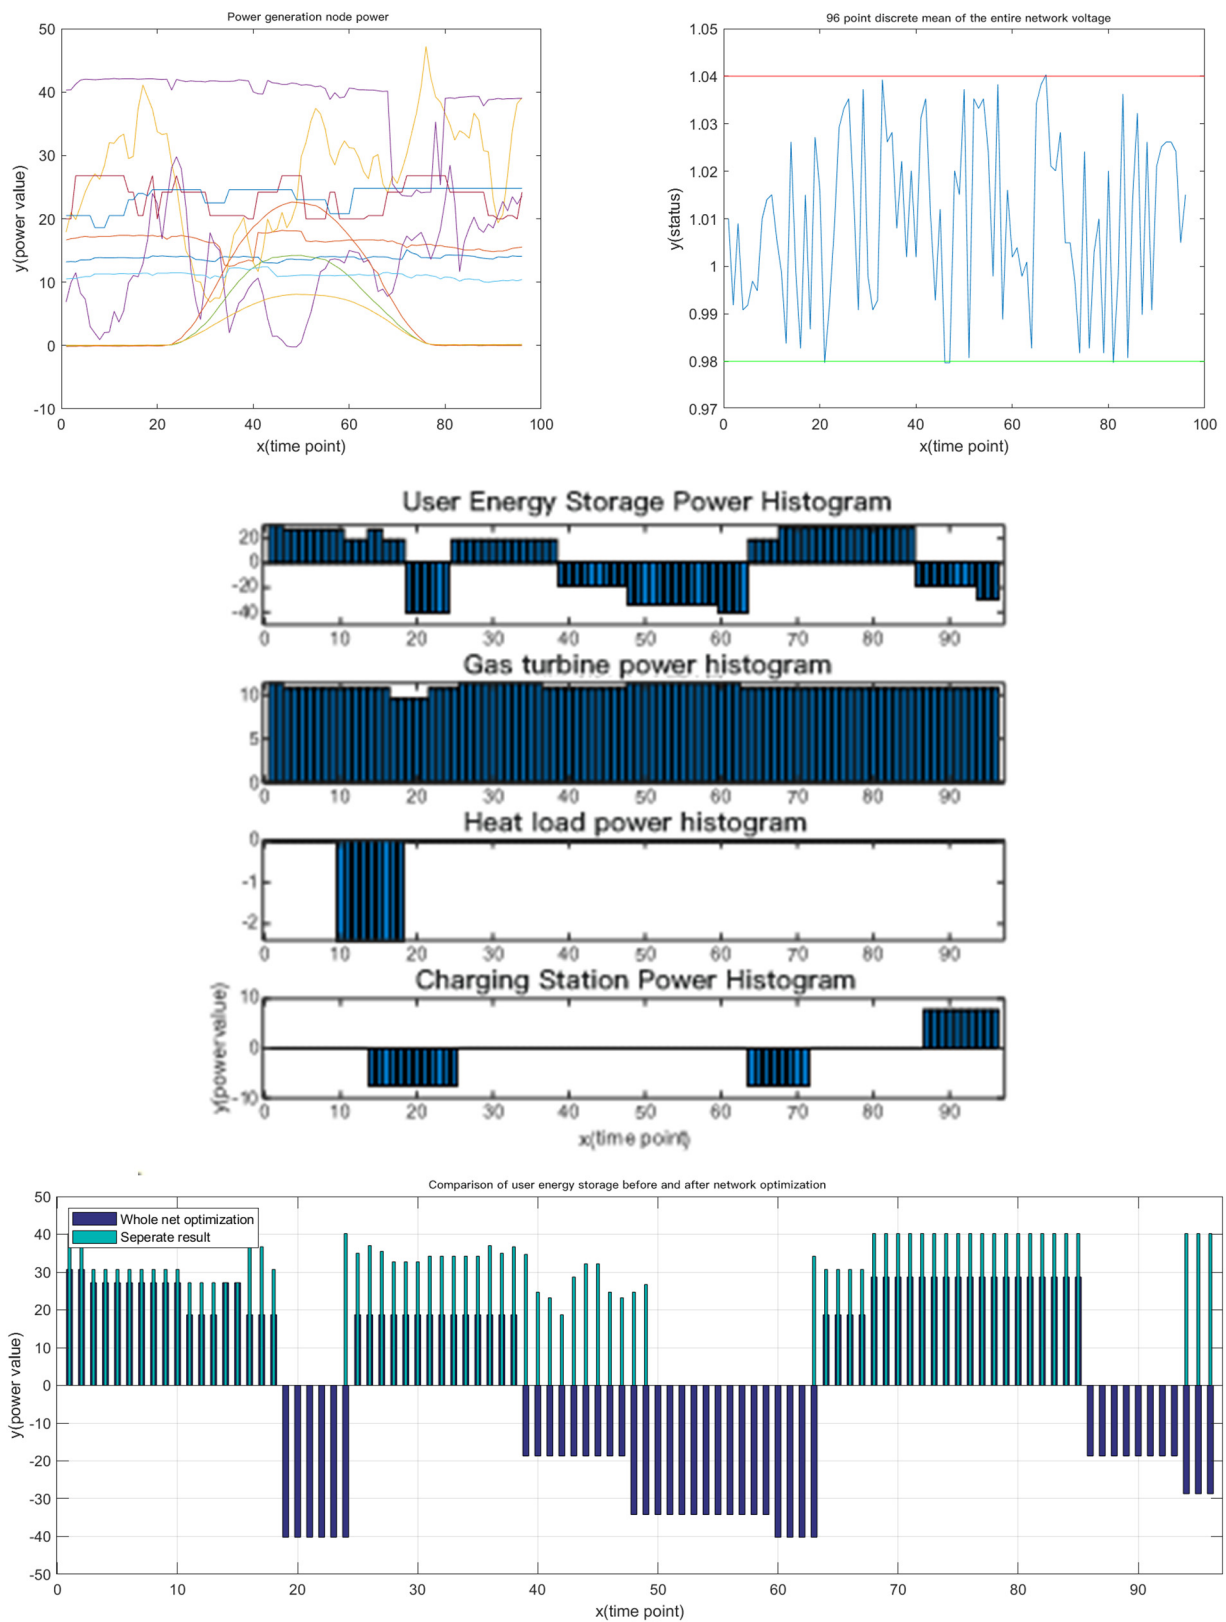 Power generation node power
50
40
30
20
10
0
-10
0 20 40 60 80 100
y(power value)
x(time point)
96 point discrete mean of the entire network voltage
1.05
1.04
1.03
1.02
1.01
1
0.99
0.98
0.97
0 20 40 60 80 100
y(status)
x(time point)
User Energy Storage Power Histogram
20
0
-20
-40
0 10 20 30 40 50 60 70 80 90
Gas turbine power histogram
10
5
0
0 10 20 30 40 50 60 70 80 90
Heat load power histogram
0
-1
-2
0 10 20 30 40 50 60 70 80 90
Charging Station Power Histogram
10
0
-10
0 10 20 30 40 50 60 70 80 90
y(power value)
x(time point)
Comparison of user energy storage before and after network optimization
Whole net optimization
Seperate result
50
40
30
20
10
0
-10
-20
-30
-40
-50
0 10 20 30 40 50 60 70 80 90
y(power value)
x(time point)